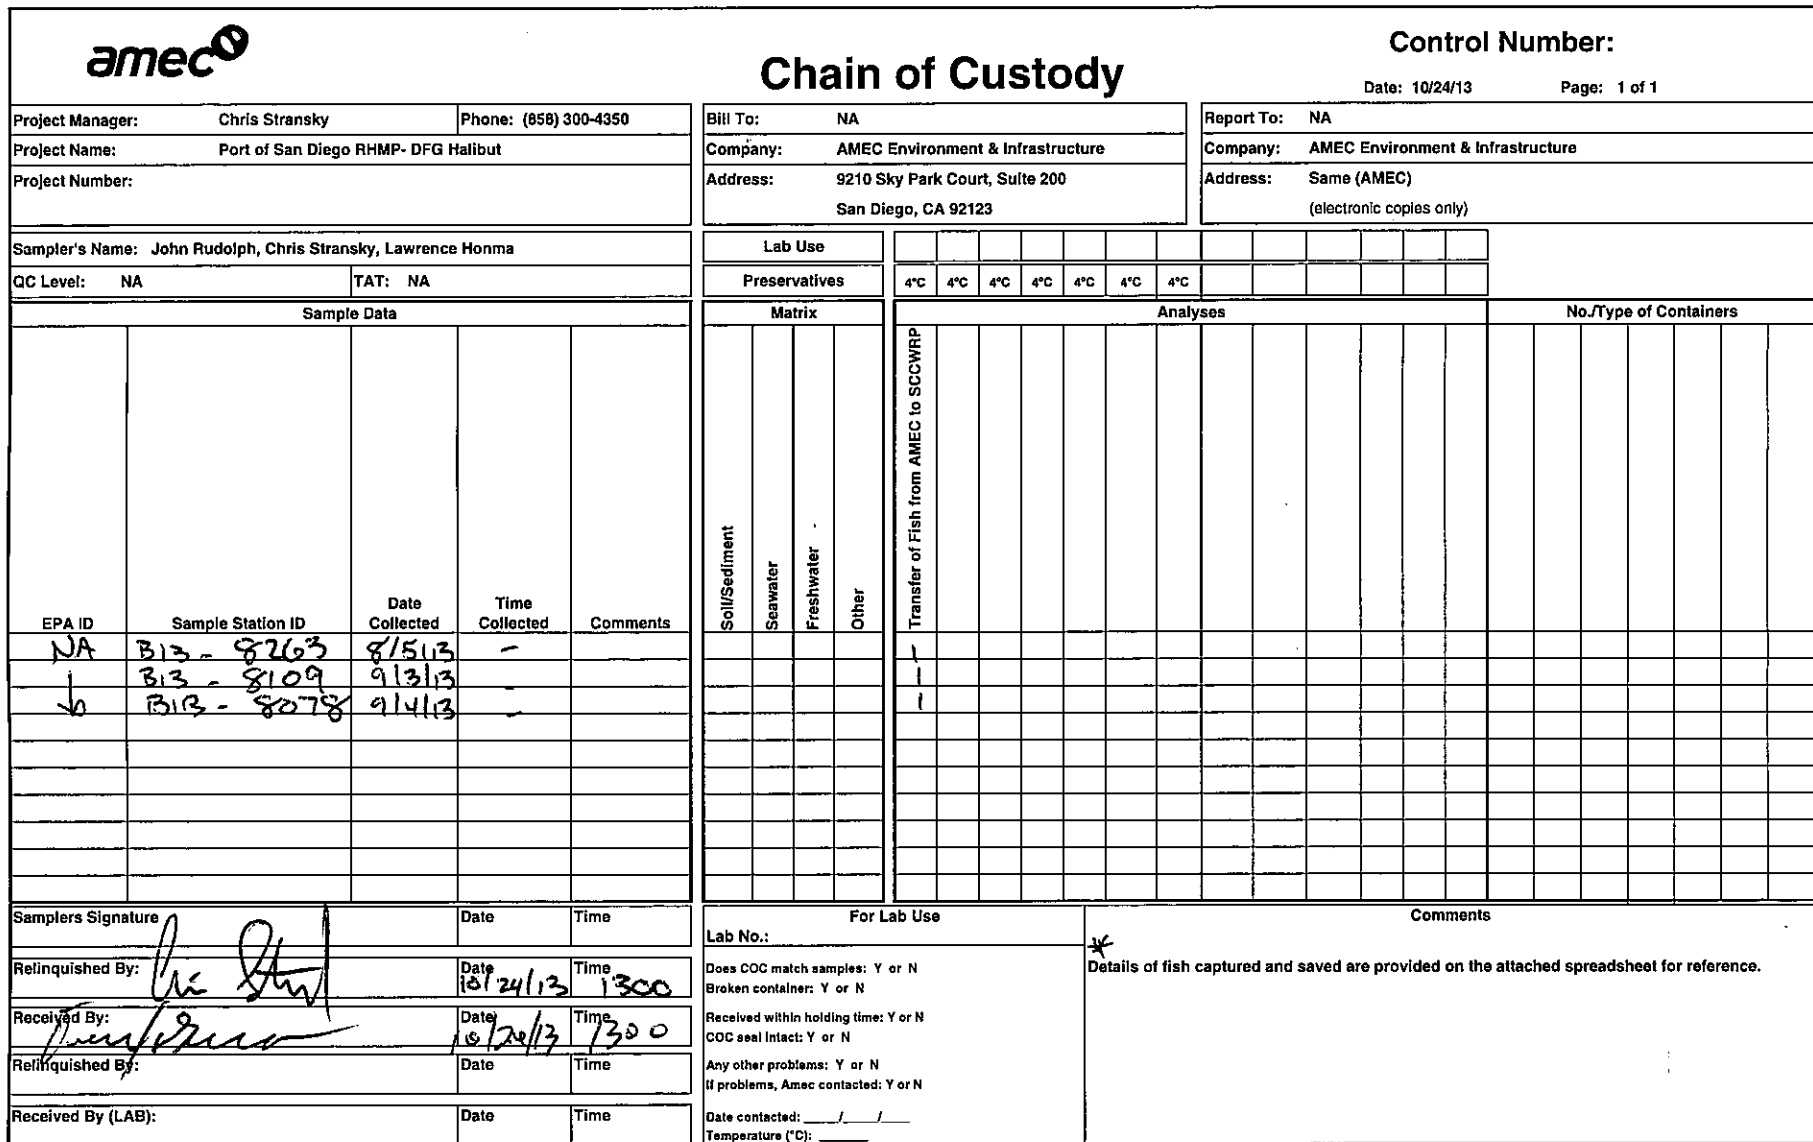 amec
Chain of Custody
Control Number:
Date: 10/24/13 Page: 1 of 1
Project Manager: Chris Stransky Phone: (858) 300-4350
Project Name: Port of San Diego RHMP- DFG Halibut
Project Number:
Bill To: NA
Company: AMEC Environment & Infrastructure
Address: 9210 Sky Park Court, Suite 200
San Diego, CA 92123
Report To: NA
Company: AMEC Environment & Infrastructure
Address: Same (AMEC)
(electronic copies only)
Sampler's Name: John Rudolph, Chris Stransky, Lawrence Honma
QC Level: NA TAT: NA
Lab Use
Preservatives 4°C 4°C 4°C 4°C 4°C 4°C 4°C
Sample Data Matrix Analyses No./Type of Containers
EPA ID Sample Station ID Date Collected Time Collected Comments
Soil/Sediment
Seawater
Freshwater
Other
Transfer of Fish from AMEC to SCCWRP
NA B13 - 8263 8/5/13 -
B13 - 8109 9/3/13
B13 - 8078 9/4/13 -
Samplers Signature Date Time
Relinquished By: Date 10/24/13 Time 1300
Received By: Date 10/24/13 Time 1300
Relinquished By: Date Time
Received By (LAB): Date Time
For Lab Use
Lab No.:
Does COC match samples: Y or N
Broken container: Y or N
Received within holding time: Y or N
COC seal intact: Y or N
Any other problems: Y or N
If problems, Amec contacted: Y or N
Date contacted: ____/____/____
Temperature (°C): ______
Comments
*
Details of fish captured and saved are provided on the attached spreadsheet for reference.